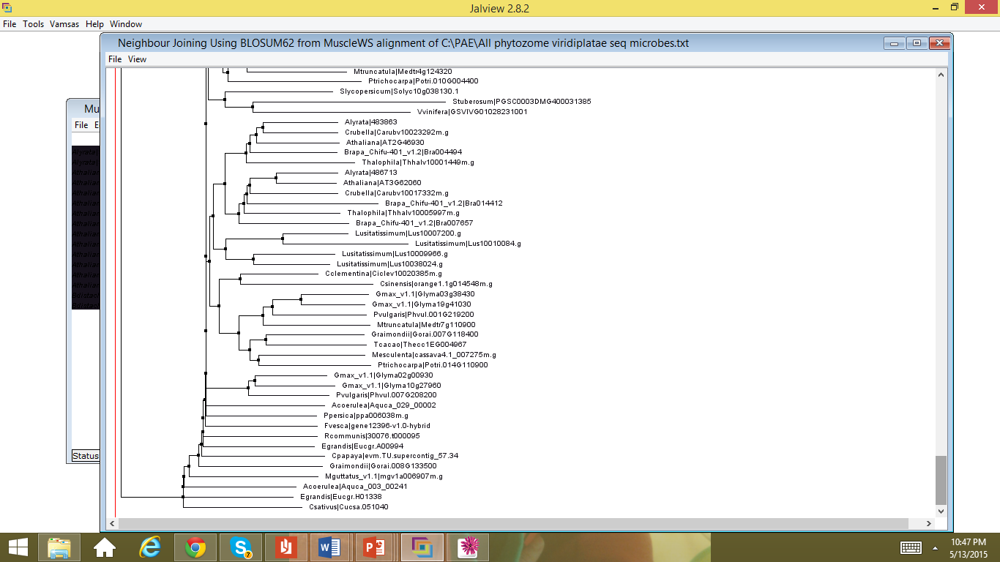 Jalview 2.8.2
File Tools Vamsas Help Window
Neighbour Joining Using BLOSUM62 from MuscleWS alignment of C:\PAE\All phytozome viridiplatae seq microbes.txt
File View
Mu
File E
Mtruncatula|Medtr4g124320
Ptrichocarpa|Potri.010G004400
Slycopersicum|Solyc10g038130.1
Stuberosum|PGSC0003DMG400031385
Vvinifera|GSVIVG01028231001
Alyrata|483863
Crubella|Carubv10023292m.g
Athaliana|AT2G46930
Brapa_Chifu-401_v1.2|Bra004494
Thalophila|Thhalv10001449m.g
Alyrata|486713
Athaliana|AT3G62060
Crubella|Carubv10017332m.g
Brapa_Chifu-401_v1.2|Bra014412
Thalophila|Thhalv10005997m.g
Brapa_Chifu-401_v1.2|Bra007657
Lusitatissimum|Lus10007200.g
Lusitatissimum|Lus10010084.g
Lusitatissimum|Lus10009966.g
Lusitatissimum|Lus10038024.g
Cclementina|Ciclev10020385m.g
Csinensis|orange1.1g014548m.g
Gmax_v1.1|Glyma03g38430
Gmax_v1.1|Glyma19g41030
Pvulgaris|Phvul.001G219200
Mtruncatula|Medtr7g110900
Graimondii|Gorai.007G118400
Tcacao|Thecc1EG004967
Mesculenta|cassava4.1_007275m.g
Ptrichocarpa|Potri.014G110900
Gmax_v1.1|Glyma02g00930
Gmax_v1.1|Glyma10g27960
Pvulgaris|Phvul.007G208200
Acoerulea|Aquca_029_00002
Ppersica|ppa006038m.g
Fvesca|gene12396-v1.0-hybrid
Rcommunis|30076.t000095
Egrandis|Eucgr.A00994
Cpapaya|evm.TU.supercontig_57.34
Graimondii|Gorai.008G133500
Mguttatus_v1.1|mgv1a006907m.g
Acoerulea|Aquca_003_00241
Egrandis|Eucgr.H01338
Csativus|Cucsa.051040
Status
7
10:47 PM
5/13/2015